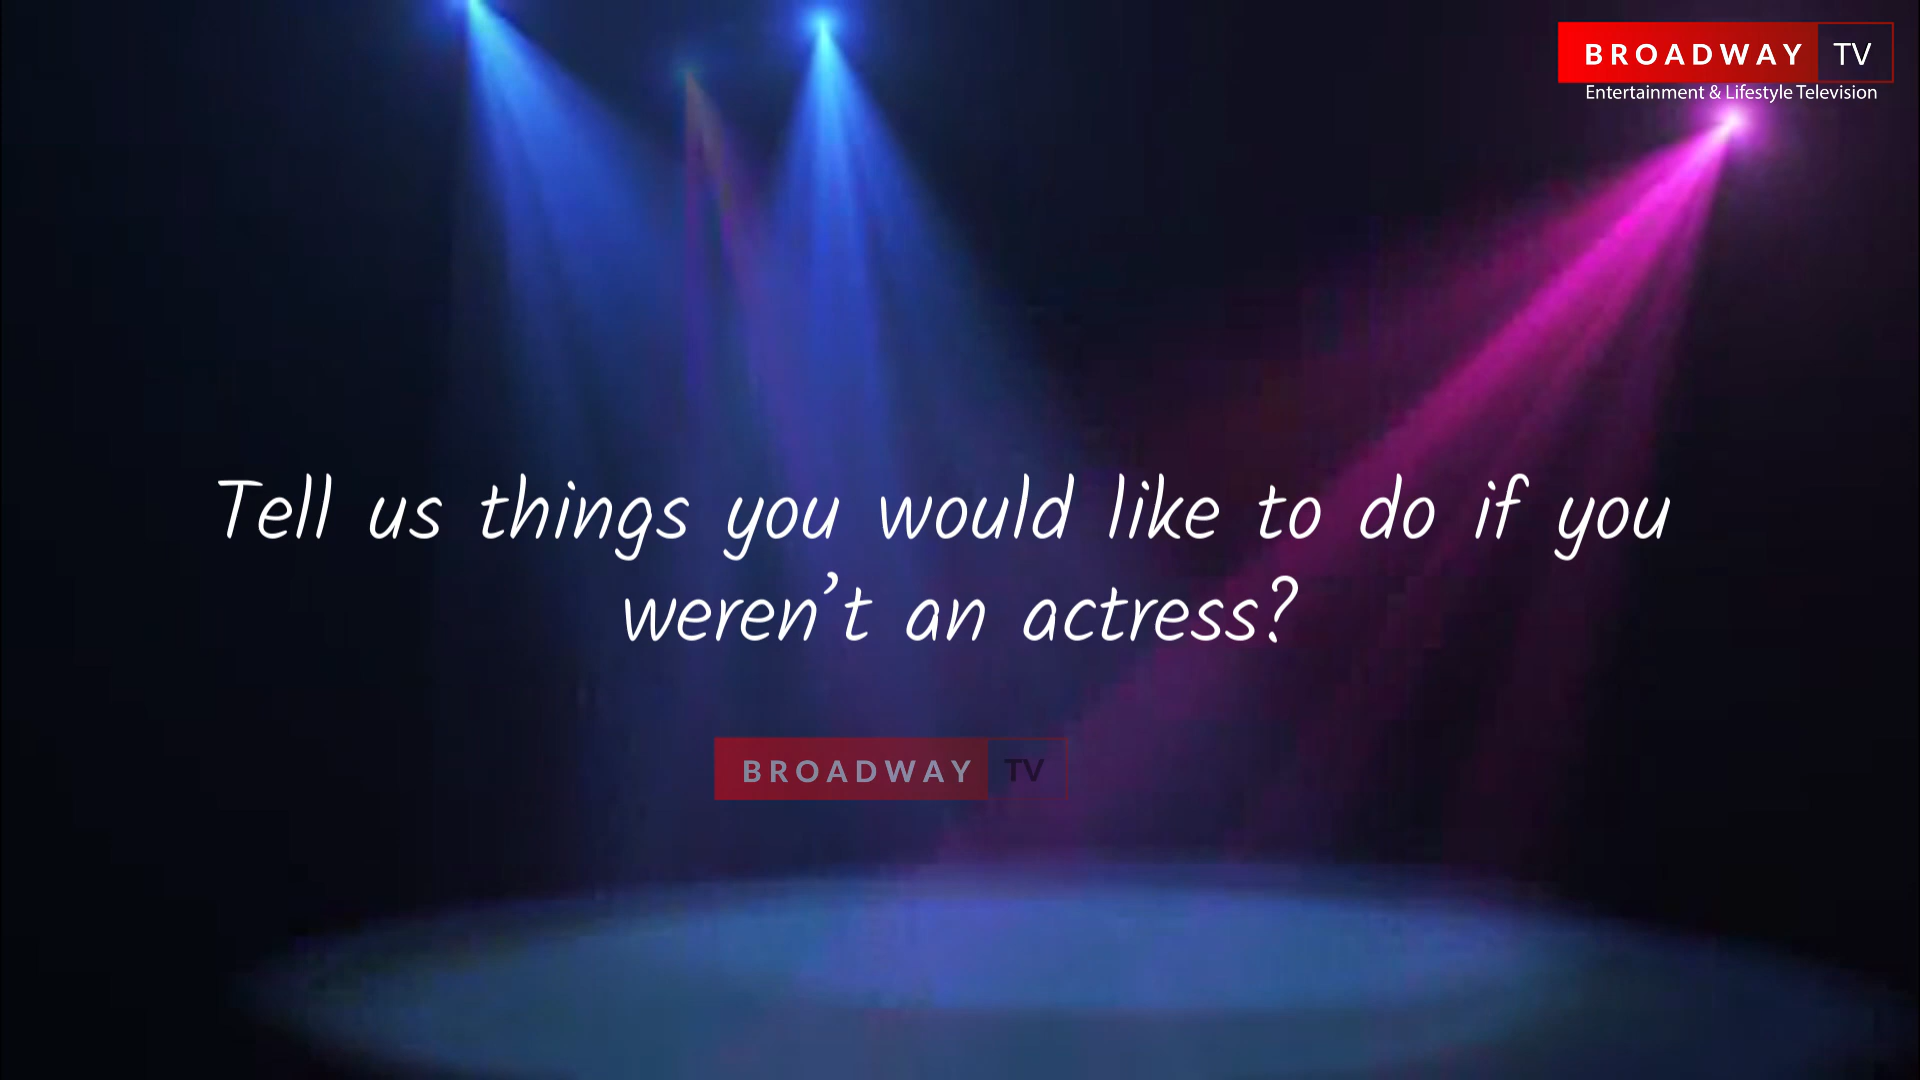 BROADWAY TV
Entertainment & Lifestyle Television
Tell us things you would like to do if you
weren't an actress?
BROADWAY TV